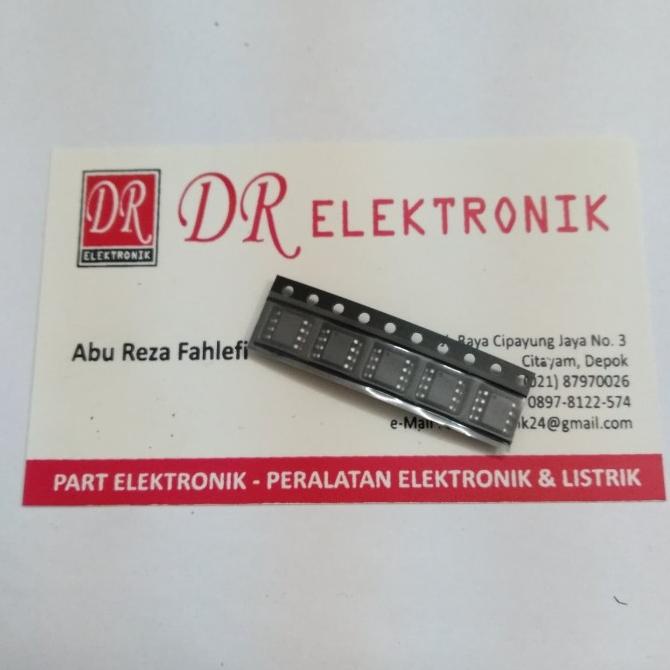 DR
ELEKTRONIK
DR ELEKTRONIK
Abu Reza Fahlefi
Raya Cipayung Jaya No. 3
Citayam, Depok
021) 87970026
0897-8122-574
e-Mail
k24@gmail.com
PART ELEKTRONIK - PERALATAN ELEKTRONIK & LISTRIK